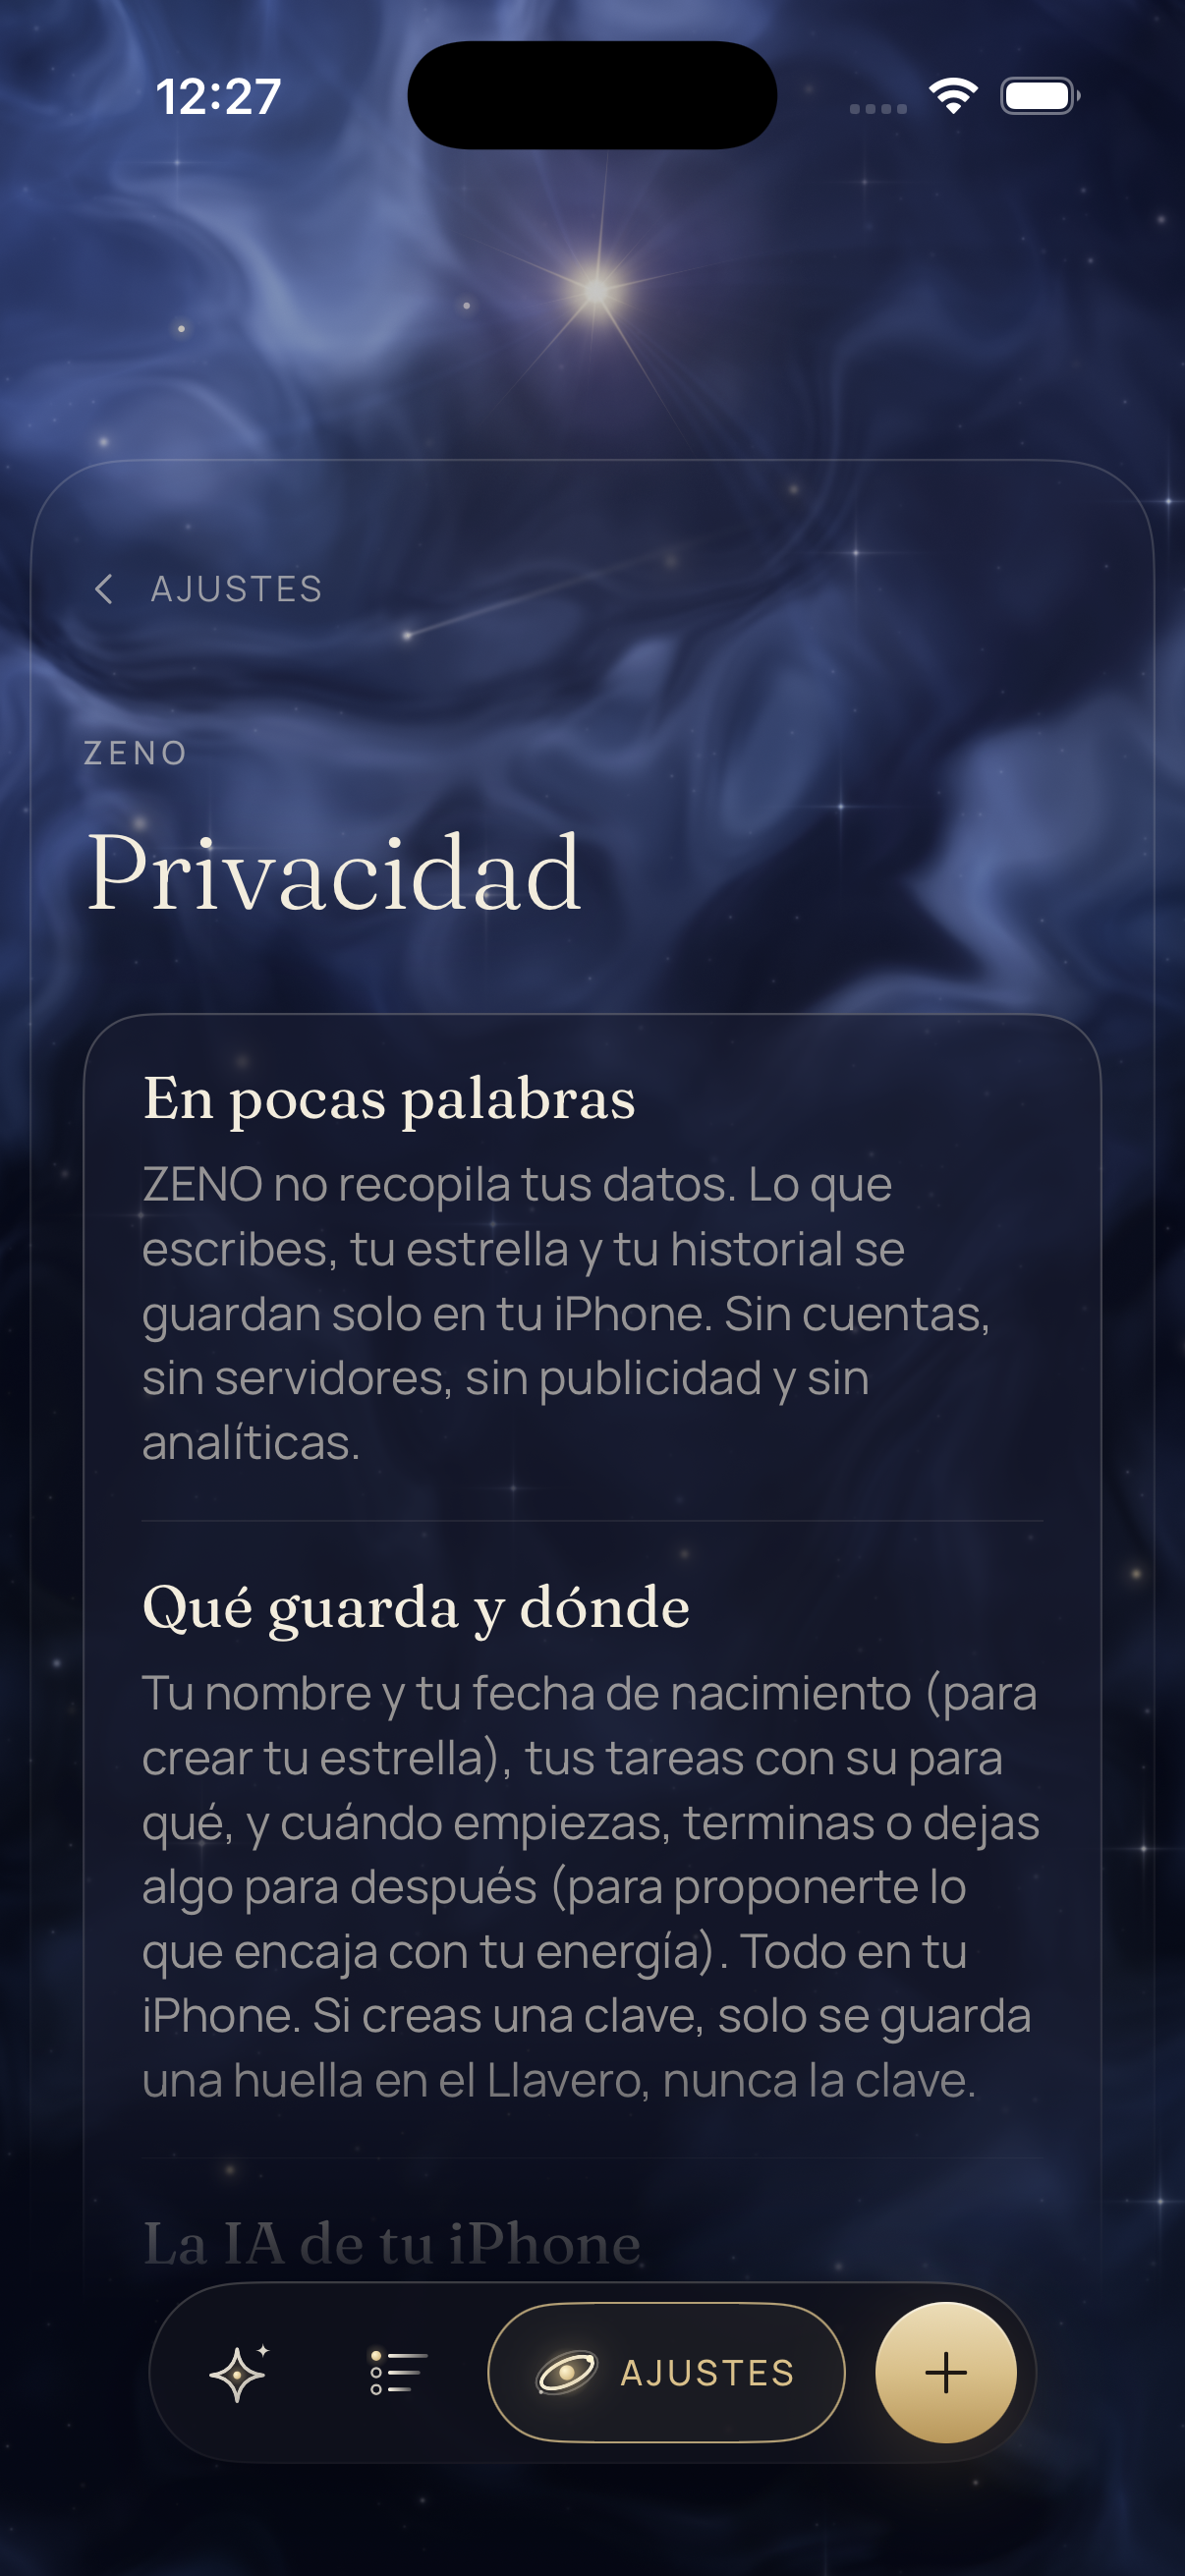 12:27
AJUSTES
ZENO
Privacidad
En pocas palabras
ZENO no recopila tus datos. Lo que
escribes, tu estrella y tu historial se
guardan solo en tu iPhone. Sin cuentas,
sin servidores, sin publicidad y sin
analíticas.
Qué guarda y dónde
Tu nombre y tu fecha de nacimiento (para
crear tu estrella), tus tareas con su para
qué, y cuándo empiezas, terminas o dejas
algo para después (para proponerte lo
que encaja con tu energía). Todo en tu
iPhone. Si creas una clave, solo se guarda
una huella en el Llavero, nunca la clave.
La IA de tu iPhone
AJUSTES